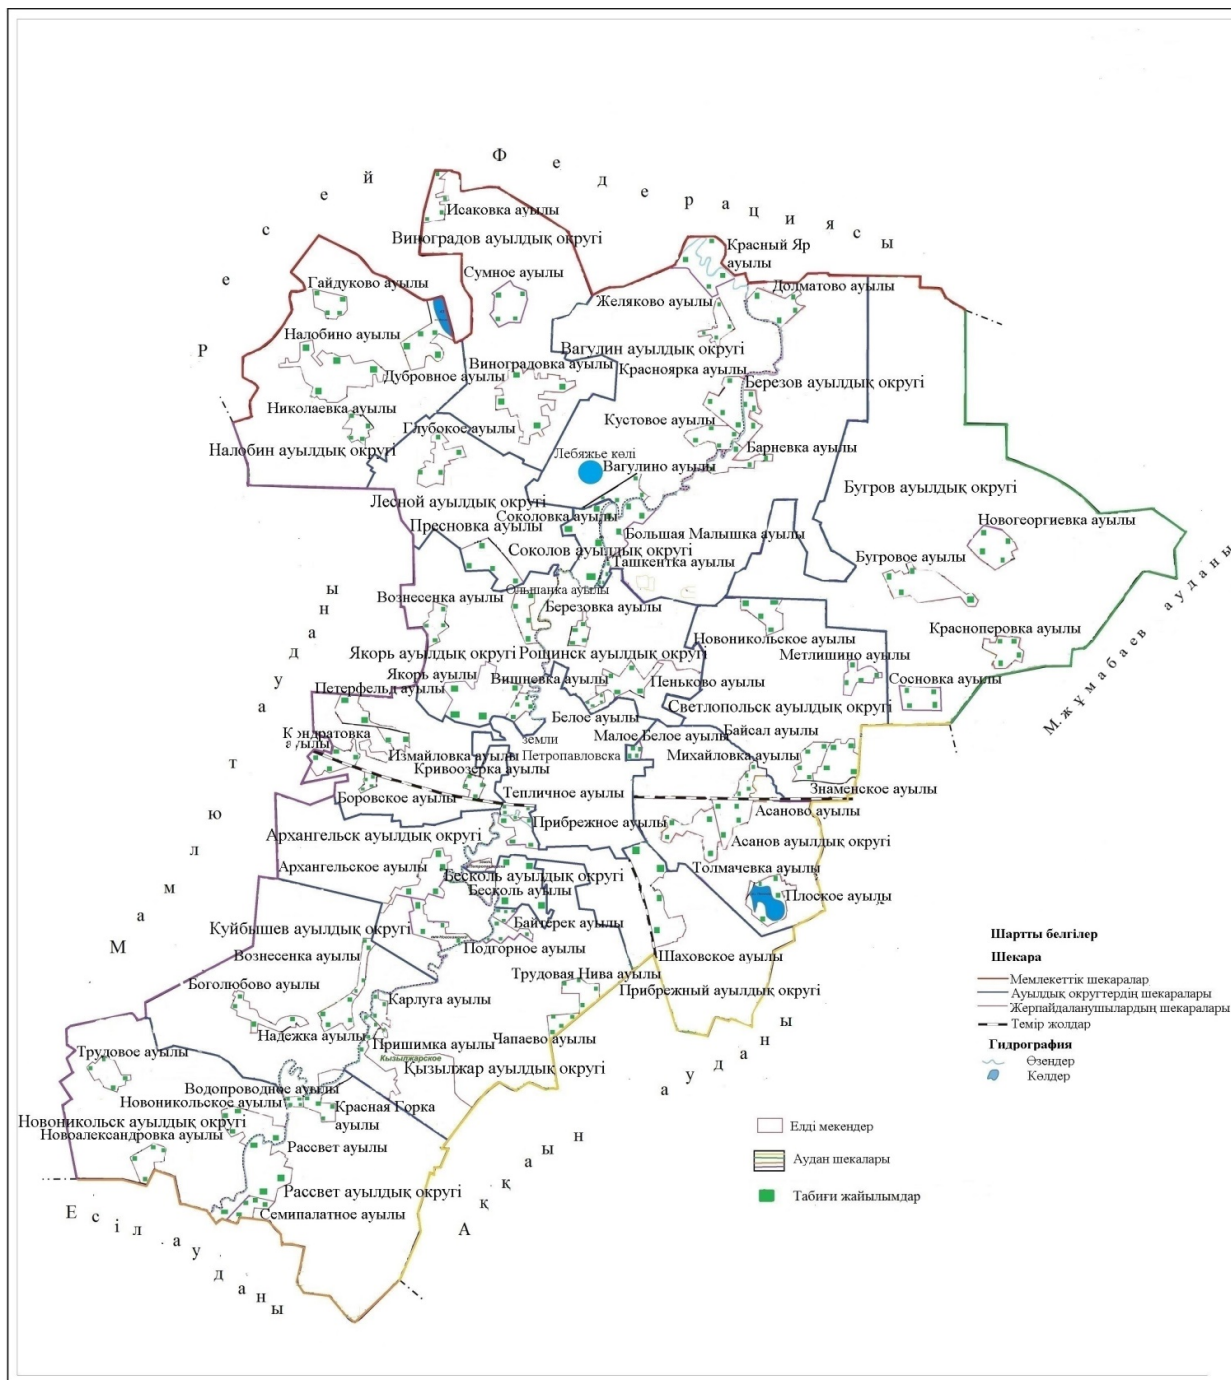 Ресей Федерациясы
Исаковка ауылы
Виноградов ауылдық округі
Красный Яр
ауылы
Сумное ауылы
Гайдуково ауылы
Долматово ауылы
Желяково ауылы
Налобино ауылы
Вагулин ауылдық округі
Виноградовка ауылы
Красноярка ауылы
Дубровное ауылы
Березов ауылдық округі
Николаевка ауылы
Кустовое ауылы
Глубокое ауылы
Налобин ауылдық округі
Барневка ауылы
Лебяжье көлі
Вагулино ауылы
Бугров ауылдық округі
Лесной ауылдық округі
Соколовка ауылы
Новогеоргиевка ауылы
Пресновка ауылы
Большая Малышка ауылы
Соколов ауылдық округі
Бугровое ауылы
Ташкентка ауылы
Ольшанка ауылы
Вознесенка ауылы
Березовка ауылы
Красноперовка ауылы
Новоникольское ауылы
Якорь ауылдық округі
Рощинск ауылдық округі
Метлишино ауылы
Якорь ауылы
Вишневка ауылы
Пеньково ауылы
Сосновка ауылы
Петерфельд ауылы
Светлопольск ауылдық округі
Белое ауылы
М.жұмабаев ауданы
Кондратовка
ауылы
Малое Белое ауылы
Байсал ауылы
земли
Петропавловска
Измайловка ауылы
Михайловка ауылы
Кривоозерка ауылы
Знаменское ауылы
Боровское ауылы
Тепличное ауылы
Асаново ауылы
Прибрежное ауылы
Архангельск ауылдық округі
Асанов ауылдық округі
Архангельское ауылы
Толмачевка ауылы
Бесколь ауылдық округі
Бесколь ауылы
Плоское ауылы
Куйбышев ауылдық округі
Байтерек ауылы
Подгорное ауылы
Вознесенка ауылы
Шаховское ауылы
Трудовая Нива ауылы
Боголюбово ауылы
Прибрежный ауылдық округі
Карлуга ауылы
Надежка ауылы
Чапаево ауылы
Пришимка ауылы
Кызылжарское
Трудовое ауылы
Қызылжар ауылдық округі
Водопроводное ауылы
Новоникольское ауылы
Красная Горка
ауылы
Новоникольск ауылдық округі
Новоалександровка ауылы
Рассвет ауылы
Рассвет ауылдық округі
Семипалатное ауылы
Мамлют ауданы
Есіл ауданы
Аққайың ауданы
Шартты белгілер
Шекара
Мемлекеттік шекаралар
Ауылдық округтердің шекаралары
Жерпайдаланушылардың шекаралары
Темір жолдар
Гидрография
Өзендер
Көлдер
Елді мекендер
Аудан шекалары
Табиғи жайылымдар